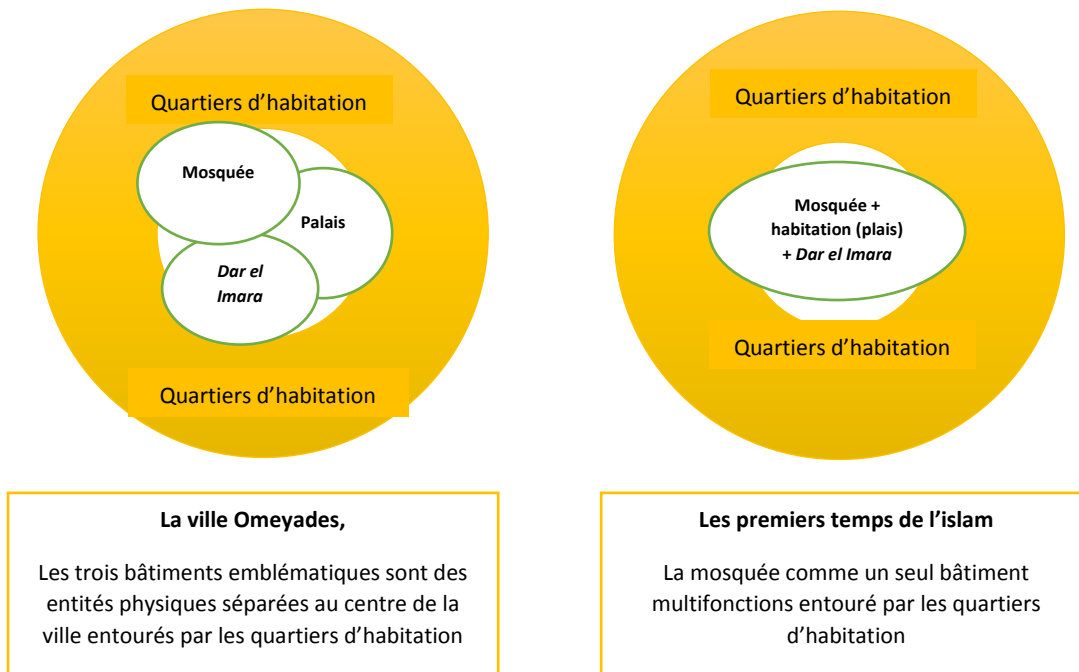 Quartiers d’habitation
Mosquée
Palais
Dar el
Imara
Quartiers d’habitation
La ville Omeyades,
Les trois bâtiments emblématiques sont des
entités physiques séparées au centre de la
ville entourés par les quartiers d’habitation
Quartiers d’habitation
Mosquée +
habitation (plais)
+ Dar el Imara
Quartiers d’habitation
Les premiers temps de l’islam
La mosquée comme un seul bâtiment
multifonctions entouré par les quartiers
d’habitation